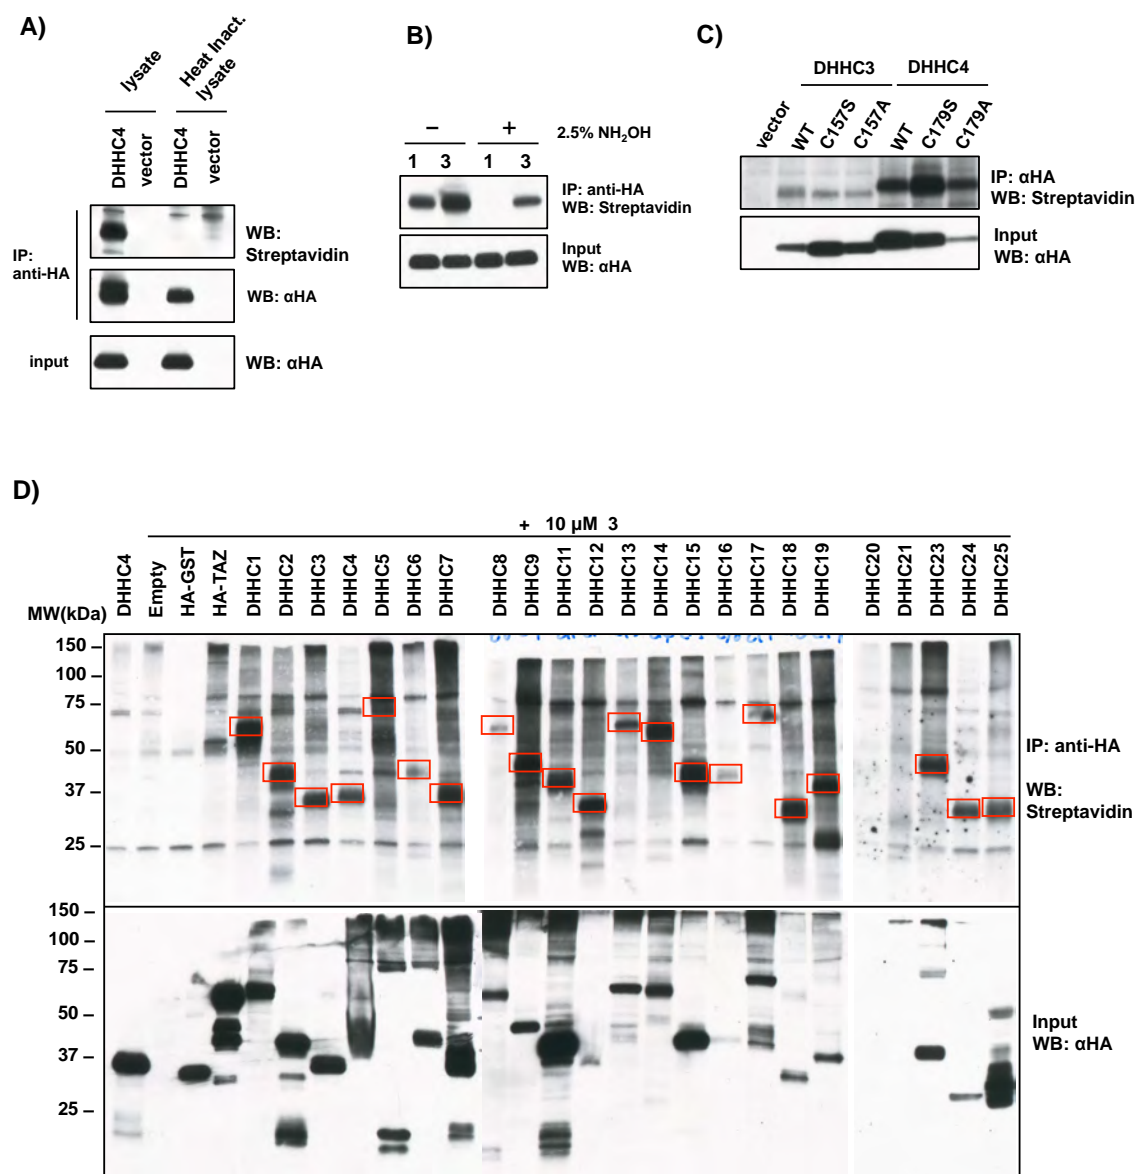 A)
lysate
Heat Inact.
lysate
DHHC4
vector
DHHC4
vector
IP:
anti-HA
WB:
Streptavidin
WB: αHA
input
WB: αHA
B)
–
+
2.5% NH₂OH
1
3
1
3
IP: anti-HA
WB: Streptavidin
Input
WB: αHA
C)
DHHC3
DHHC4
vector
WT
C157S
C157A
WT
C179S
C179A
IP: αHA
WB: Streptavidin
Input
WB: αHA
D)
+ 10 µM 3
DHHC4
Empty
HA-GST
HA-TAZ
DHHC1
DHHC2
DHHC3
DHHC4
DHHC5
DHHC6
DHHC7
DHHC8
DHHC9
DHHC11
DHHC12
DHHC13
DHHC14
DHHC15
DHHC16
DHHC17
DHHC18
DHHC19
DHHC20
DHHC21
DHHC23
DHHC24
DHHC25
MW(kDa)
150 –
100 –
75 –
50 –
37 –
25 –
IP: anti-HA
WB:
Streptavidin
150 –
100 –
75 –
50 –
37 –
25 –
Input
WB: αHA